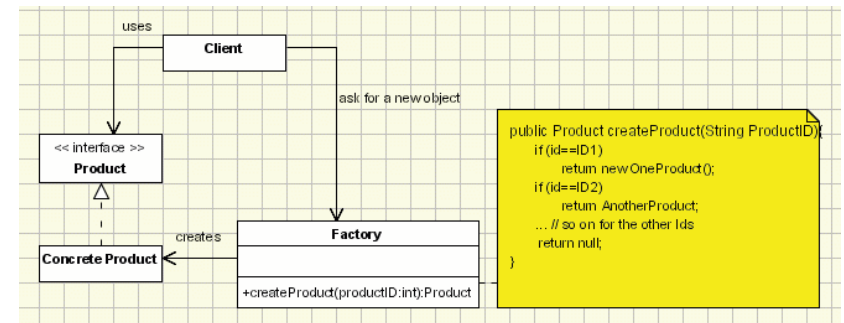 uses
Client
ask for a new object
<< interface >>
Product
creates
Concrete Product
Factory
+createProduct(productID:int):Product
public Product createProduct(String ProductID){
if (id==ID1)
return new OneProduct();
if (id==ID2)
return AnotherProduct;
... // so on for the other Ids
return null;
}